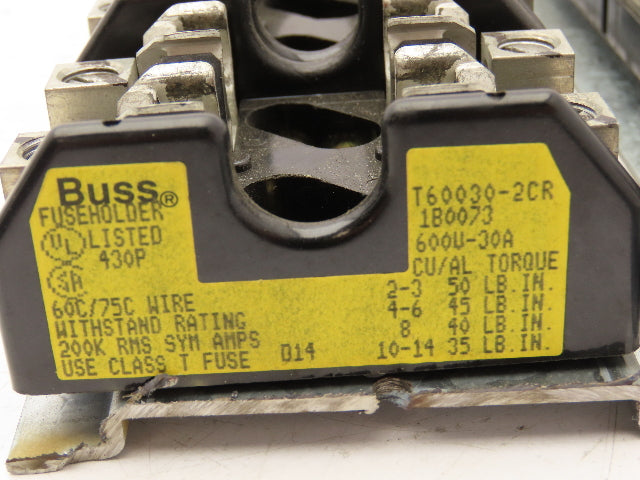 Buss®
FUSEHOLDER
UL LISTED
430P
SA
60C/75C WIRE
WITHSTAND RATING
200K RMS SYM AMPS
USE CLASS T FUSE D14
T60030-2CR
1B0073
600V-30A
CU/AL TORQUE
2-3 50 LB.IN.
4-6 45 LB.IN.
8 40 LB.IN.
10-14 35 LB.IN.